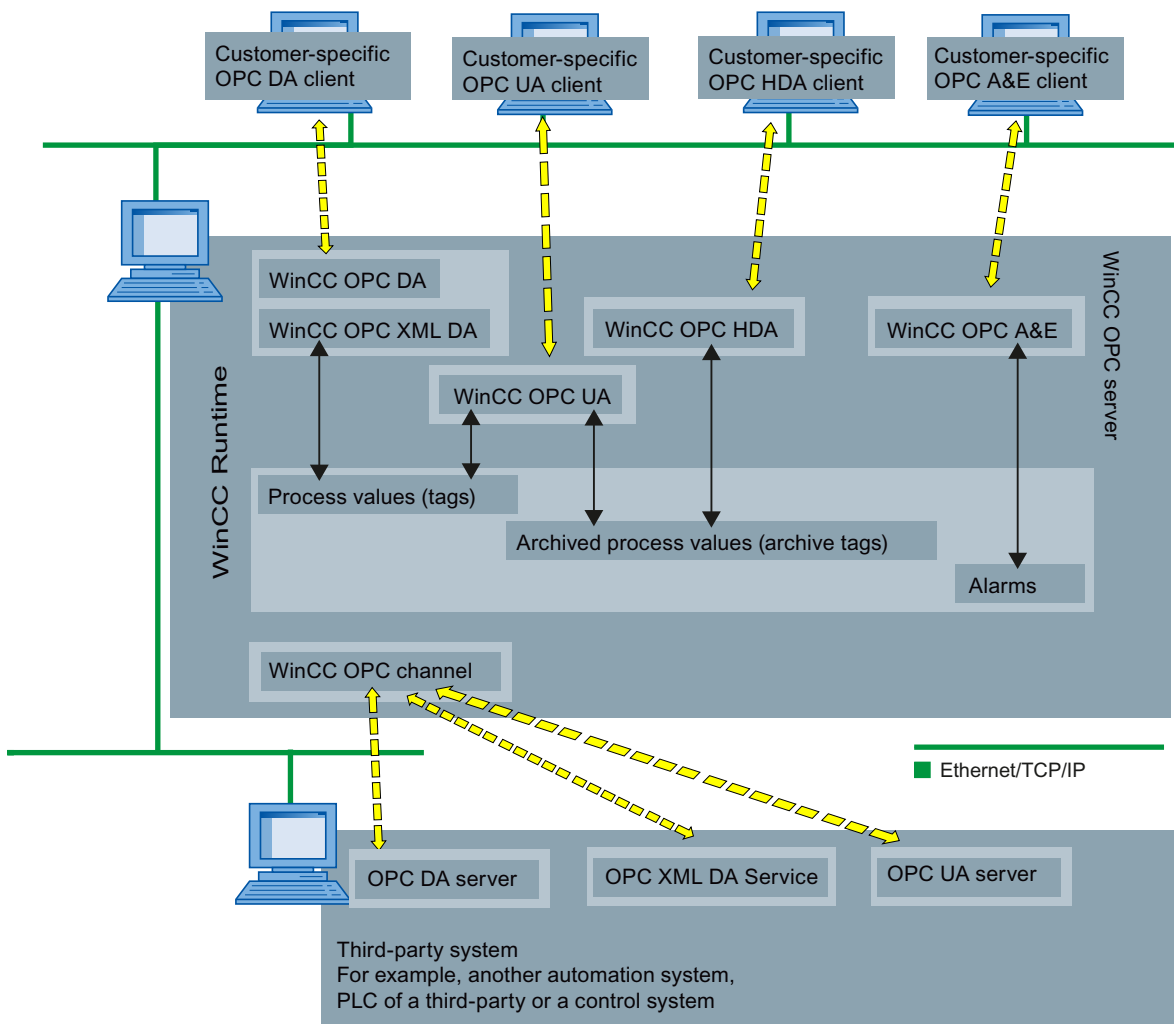 Customer-specific
OPC DA client
Customer-specific
OPC UA client
Customer-specific
OPC HDA client
Customer-specific
OPC A&E client
WinCC OPC DA
WinCC OPC XML DA
WinCC OPC HDA
WinCC OPC A&E
WinCC OPC server
WinCC OPC UA
WinCC Runtime
Process values (tags)
Archived process values (archive tags)
Alarms
WinCC OPC channel
Ethernet/TCP/IP
OPC DA server
OPC XML DA Service
OPC UA server
Third-party system
For example, another automation system,
PLC of a third-party or a control system